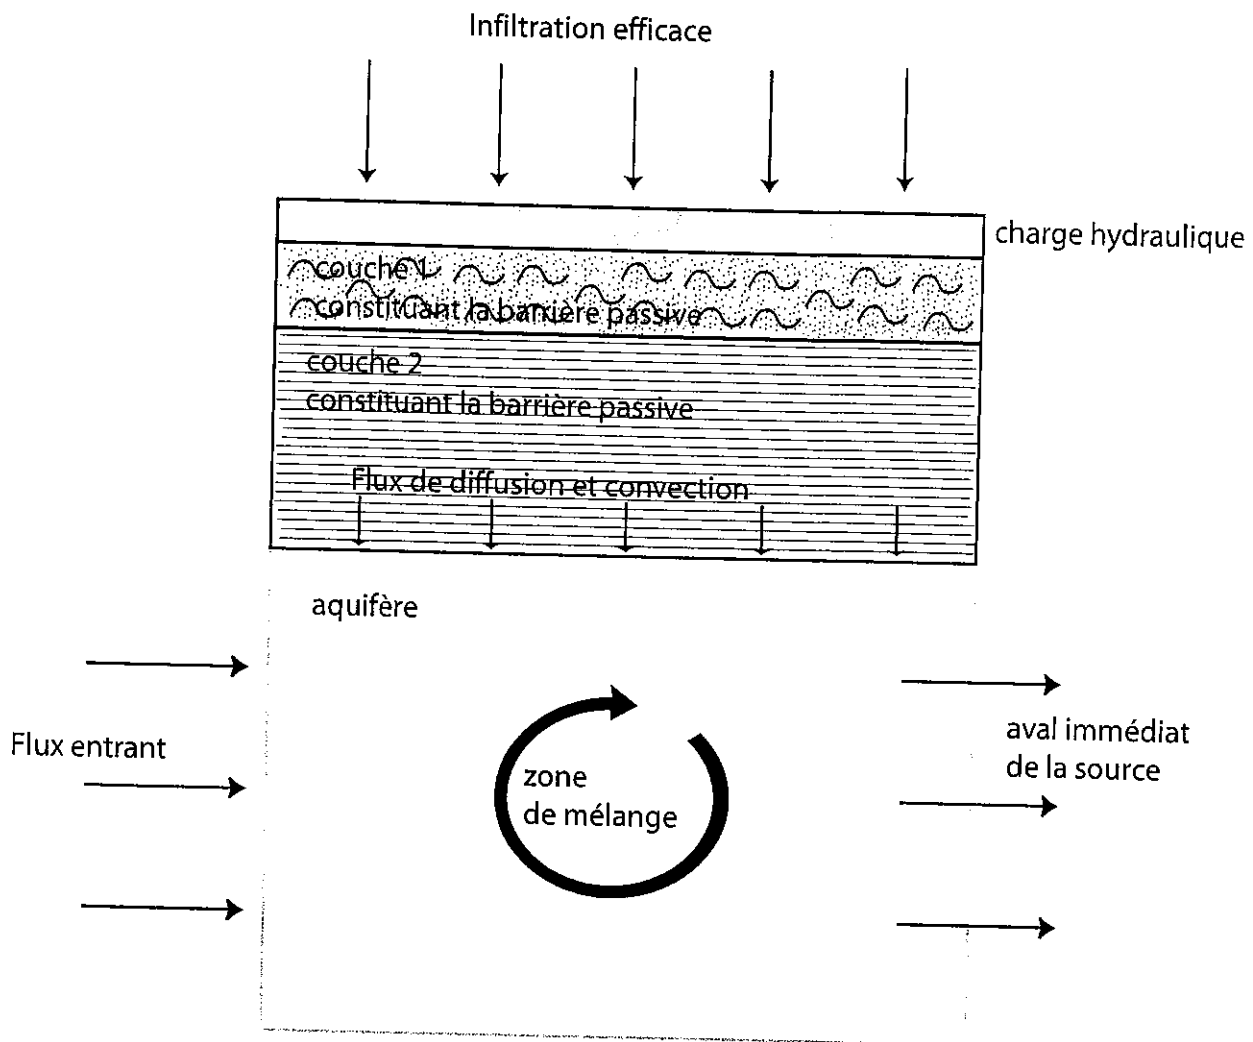 Infiltration efficace
charge hydraulique
couche 1
constituant la barrière passive
couche 2
constituant la barrière passive
Flux de diffusion et convection
aquifère
Flux entrant
zone
de mélange
aval immédiat
de la source